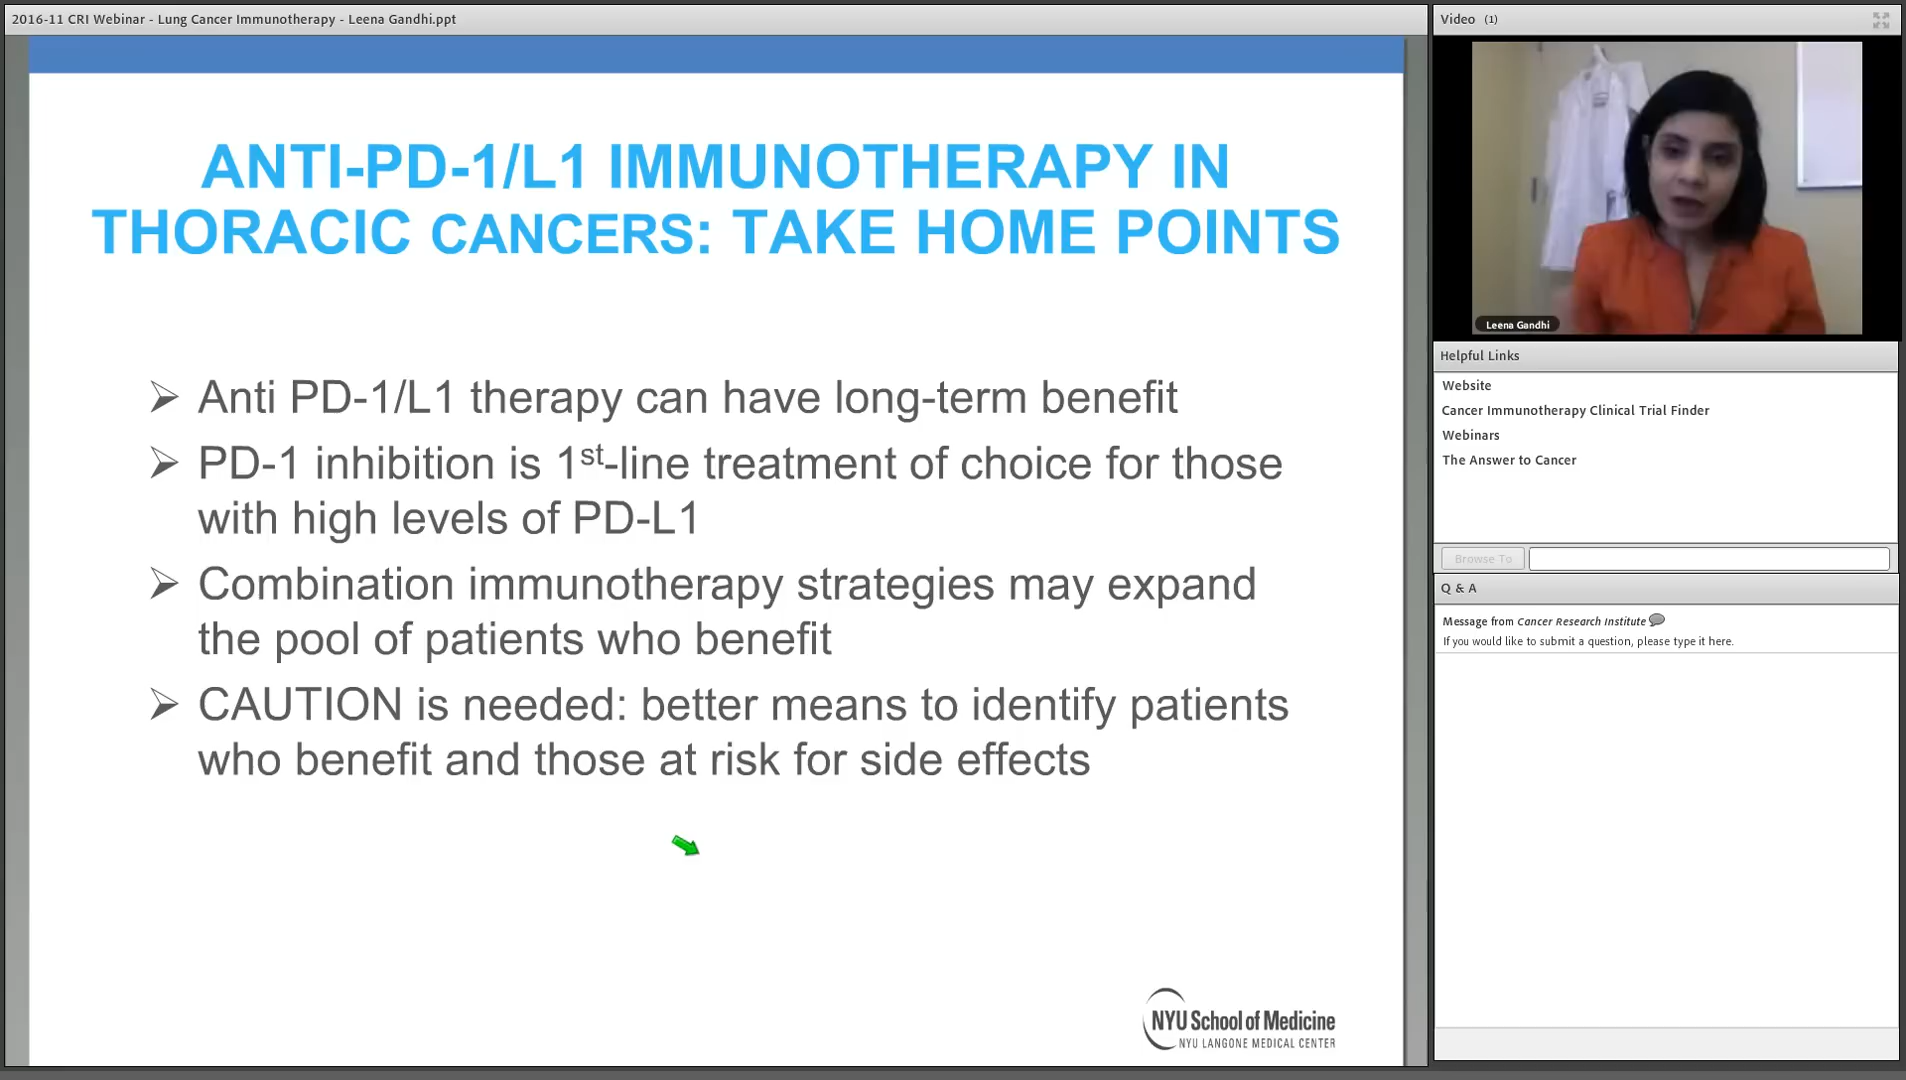 2016-11 CRI Webinar - Lung Cancer Immunotherapy - Leena Gandhi.ppt
ANTI-PD-1/L1 IMMUNOTHERAPY IN
THORACIC CANCERS: TAKE HOME POINTS
Anti PD-1/L1 therapy can have long-term benefit
PD-1 inhibition is 1st-line treatment of choice for those
with high levels of PD-L1
Combination immunotherapy strategies may expand
the pool of patients who benefit
CAUTION is needed: better means to identify patients
who benefit and those at risk for side effects
NYU School of Medicine
NYU LANGONE MEDICAL CENTER
Video (1)
Leena Gandhi
Helpful Links
Website
Cancer Immunotherapy Clinical Trial Finder
Webinars
The Answer to Cancer
Browse To
Q & A
Message from Cancer Research Institute
If you would like to submit a question, please type it here.